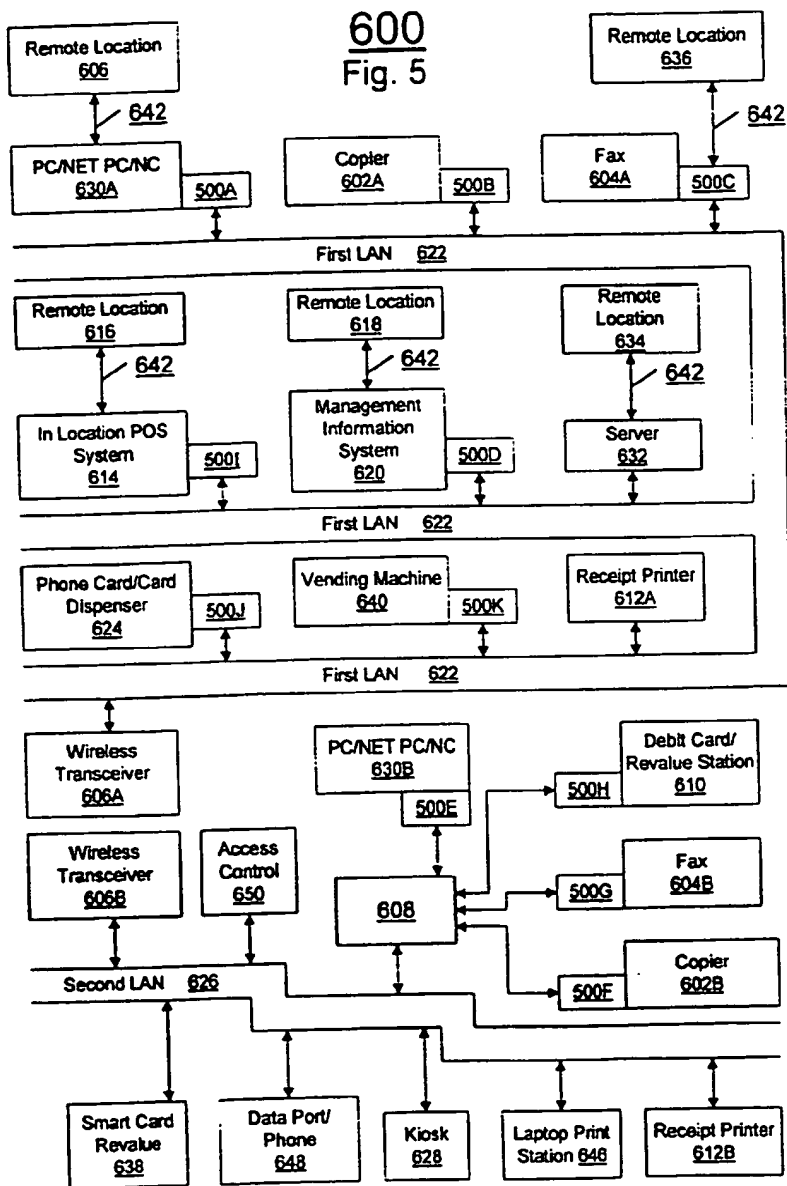 600
Fig. 5
Remote Location
606
642
Remote Location
636
642
PC/NET PC/NC
630A
500A
Copier
602A
500B
Fax
604A
500C
First LAN 622
Remote Location
616
642
Remote Location
618
642
Remote
Location
634
642
In Location POS
System
614
500I
Management
Information
System
620
500D
Server
632
First LAN 622
Phone Card/Card
Dispenser
624
500J
Vending Machine
640
500K
Receipt Printer
612A
First LAN 622
Wireless
Transceiver
606A
PC/NET PC/NC
630B
500E
Debit Card/
Revalue Station
610
500H
Wireless
Transceiver
606B
Access
Control
650
608
Fax
604B
500G
Copier
602B
500F
Second LAN 626
Smart Card
Revalue
638
Data Port/
Phone
648
Kiosk
628
Laptop Print
Station 646
Receipt Printer
612B